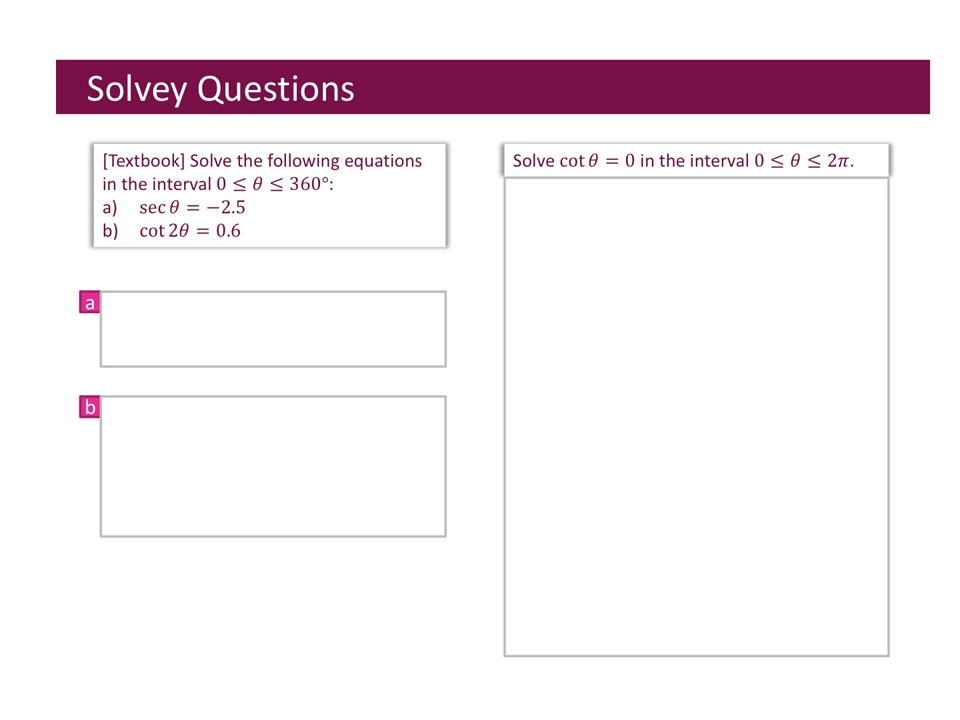 Solvey Questions
[Textbook] Solve the following equations
in the interval 0 ≤ 𝜃 ≤ 360°:
a) sec 𝜃 = −2.5
b) cot 2𝜃 = 0.6
a
b
Solve cot 𝜃 = 0 in the interval 0 ≤ 𝜃 ≤ 2𝜋.